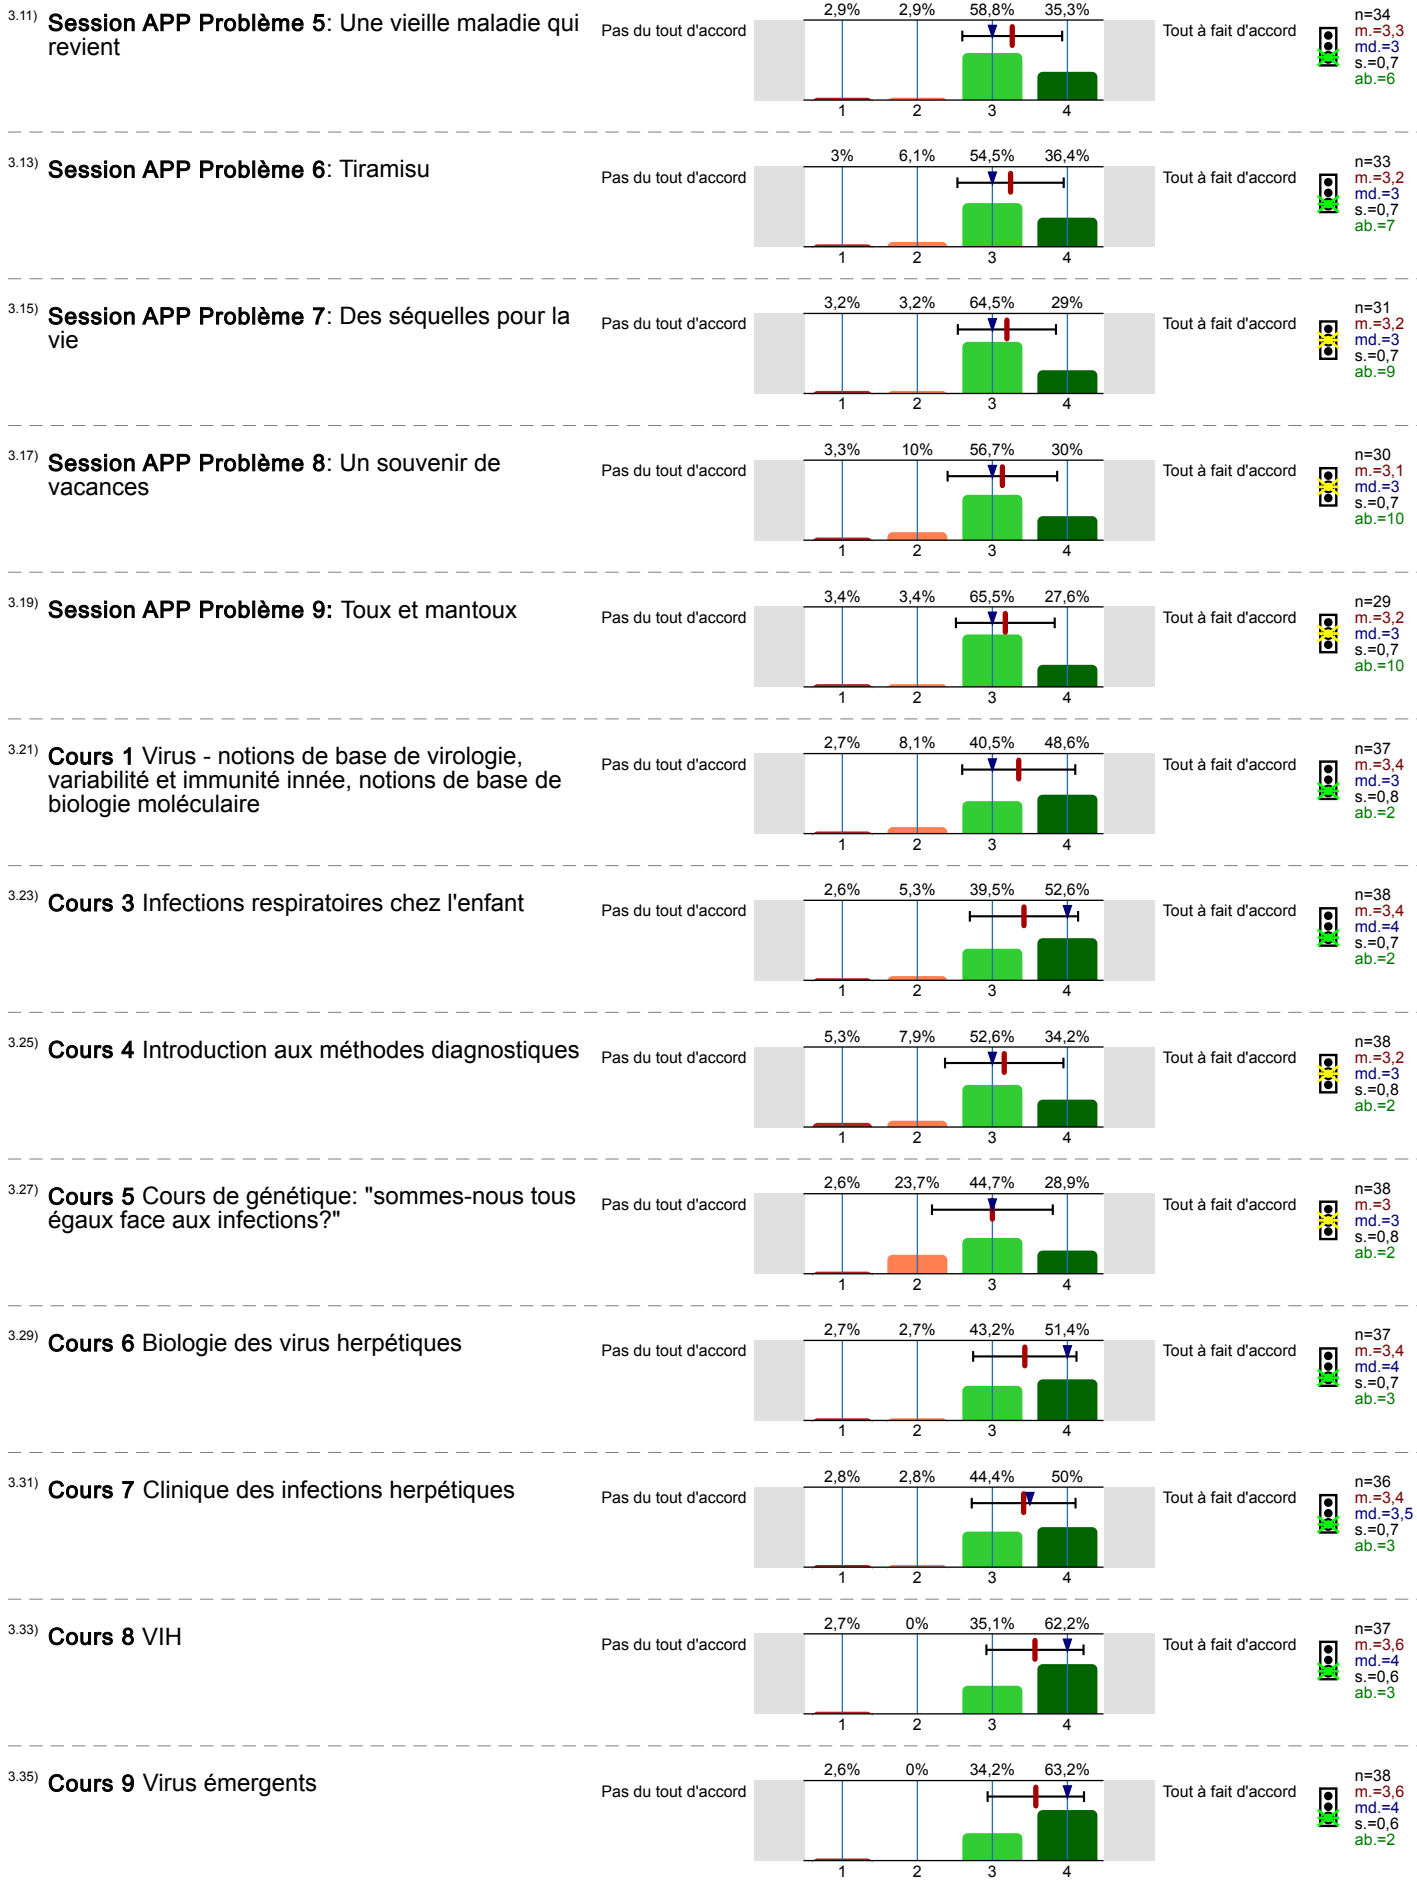 3.11) Session APP Problème 5: Une vieille maladie qui
revient
Pas du tout d'accord
2,9% 2,9% 58,8% 35,3%
1 2 3 4
Tout à fait d'accord
n=34
m.=3,3
md.=3
s.=0,7
ab.=6
3.13) Session APP Problème 6: Tiramisu
Pas du tout d'accord
3% 6,1% 54,5% 36,4%
1 2 3 4
Tout à fait d'accord
n=33
m.=3,2
md.=3
s.=0,7
ab.=7
3.15) Session APP Problème 7: Des séquelles pour la
vie
Pas du tout d'accord
3,2% 3,2% 64,5% 29%
1 2 3 4
Tout à fait d'accord
n=31
m.=3,2
md.=3
s.=0,7
ab.=9
3.17) Session APP Problème 8: Un souvenir de
vacances
Pas du tout d'accord
3,3% 10% 56,7% 30%
1 2 3 4
Tout à fait d'accord
n=30
m.=3,1
md.=3
s.=0,7
ab.=10
3.19) Session APP Problème 9: Toux et mantoux
Pas du tout d'accord
3,4% 3,4% 65,5% 27,6%
1 2 3 4
Tout à fait d'accord
n=29
m.=3,2
md.=3
s.=0,7
ab.=10
3.21) Cours 1 Virus - notions de base de virologie,
variabilité et immunité innée, notions de base de
biologie moléculaire
Pas du tout d'accord
2,7% 8,1% 40,5% 48,6%
1 2 3 4
Tout à fait d'accord
n=37
m.=3,4
md.=3
s.=0,8
ab.=2
3.23) Cours 3 Infections respiratoires chez l'enfant
Pas du tout d'accord
2,6% 5,3% 39,5% 52,6%
1 2 3 4
Tout à fait d'accord
n=38
m.=3,4
md.=4
s.=0,7
ab.=2
3.25) Cours 4 Introduction aux méthodes diagnostiques
Pas du tout d'accord
5,3% 7,9% 52,6% 34,2%
1 2 3 4
Tout à fait d'accord
n=38
m.=3,2
md.=3
s.=0,8
ab.=2
3.27) Cours 5 Cours de génétique: "sommes-nous tous
égaux face aux infections?"
Pas du tout d'accord
2,6% 23,7% 44,7% 28,9%
1 2 3 4
Tout à fait d'accord
n=38
m.=3
md.=3
s.=0,8
ab.=2
3.29) Cours 6 Biologie des virus herpétiques
Pas du tout d'accord
2,7% 2,7% 43,2% 51,4%
1 2 3 4
Tout à fait d'accord
n=37
m.=3,4
md.=4
s.=0,7
ab.=3
3.31) Cours 7 Clinique des infections herpétiques
Pas du tout d'accord
2,8% 2,8% 44,4% 50%
1 2 3 4
Tout à fait d'accord
n=36
m.=3,4
md.=3,5
s.=0,7
ab.=3
3.33) Cours 8 VIH
Pas du tout d'accord
2,7% 0% 35,1% 62,2%
1 2 3 4
Tout à fait d'accord
n=37
m.=3,6
md.=4
s.=0,6
ab.=3
3.35) Cours 9 Virus émergents
Pas du tout d'accord
2,6% 0% 34,2% 63,2%
1 2 3 4
Tout à fait d'accord
n=38
m.=3,6
md.=4
s.=0,6
ab.=2